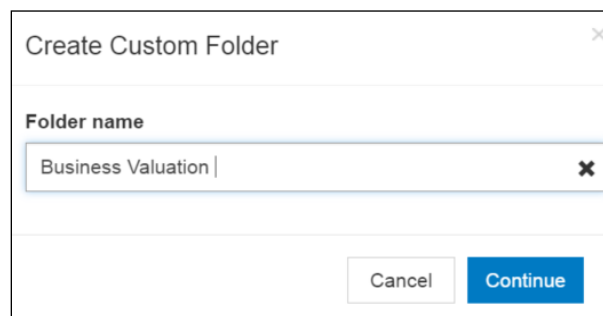 Create Custom Folder
Folder name
Business Valuation
Cancel Continue